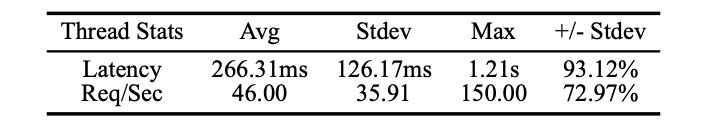 Thread Stats Avg Stdev Max +/- Stdev
Latency 266.31ms 126.17ms 1.21s 93.12%
Req/Sec 46.00 35.91 150.00 72.97%